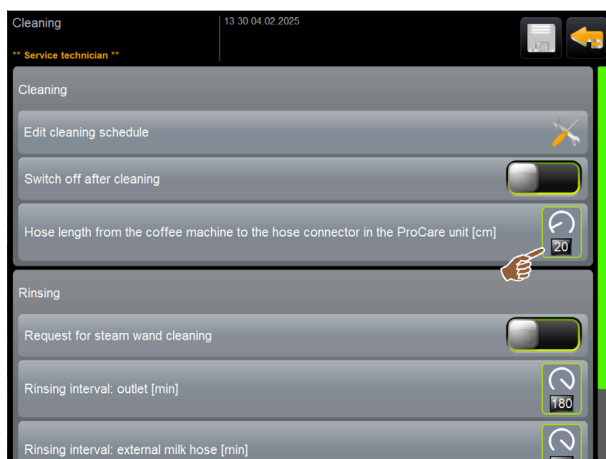 Cleaning
13 30 04.02.2025
** Service technician **
Cleaning
Edit cleaning schedule
Switch off after cleaning
Hose length from the coffee machine to the hose connector in the ProCare unit [cm]
20
Rinsing
Request for steam wand cleaning
Rinsing interval: outlet [min]
180
Rinsing interval: external milk hose [min]